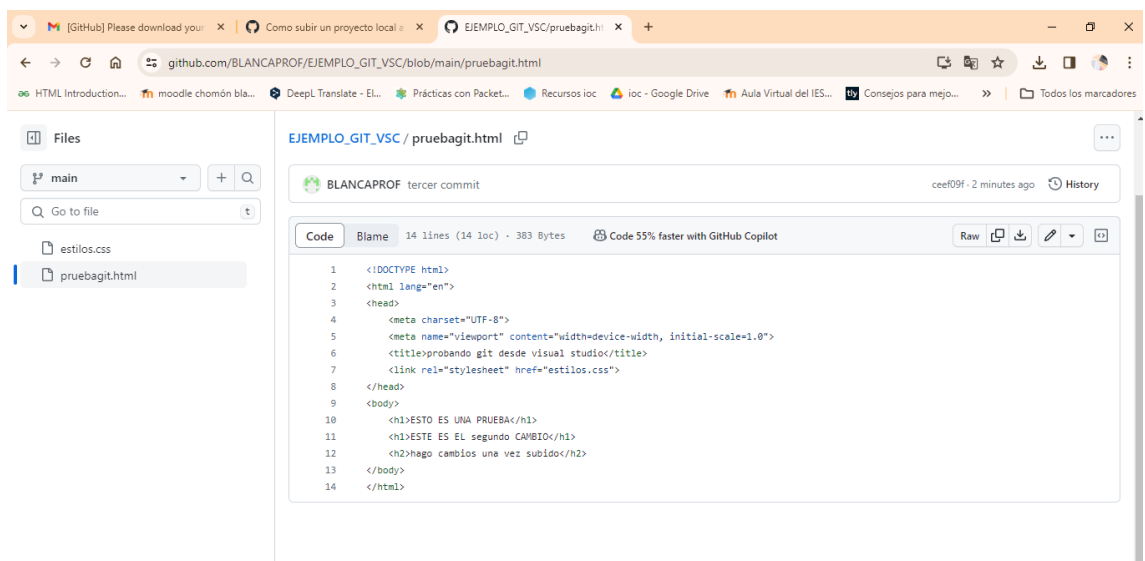 [GitHub] Please download your
Como subir un proyecto local a
EJEMPLO_GIT_VSC/pruebagit.ht
github.com/BLANCAPROF/EJEMPLO_GIT_VSC/blob/main/pruebagit.html
HTML Introduction... moodle chomón bla... DeepL Translate - El... Prácticas con Packet... Recursos ioc ioc - Google Drive Aula Virtual del IES... Consejos para mejo... » Todos los marcadores
Files
main
Go to file t
estilos.css
pruebagit.html
EJEMPLO_GIT_VSC / pruebagit.html
BLANCAPROF tercer commit ceef09f · 2 minutes ago History
Code Blame 14 lines (14 loc) · 383 Bytes Code 55% faster with GitHub Copilot Raw
1 <!DOCTYPE html>
2 <html lang="en">
3 <head>
4 <meta charset="UTF-8">
5 <meta name="viewport" content="width=device-width, initial-scale=1.0">
6 <title>probando git desde visual studio</title>
7 <link rel="stylesheet" href="estilos.css">
8 </head>
9 <body>
10 <h1>ESTO ES UNA PRUEBA</h1>
11 <h1>ESTE ES EL segundo CAMBIO</h1>
12 <h2>hago cambios una vez subido</h2>
13 </body>
14 </html>